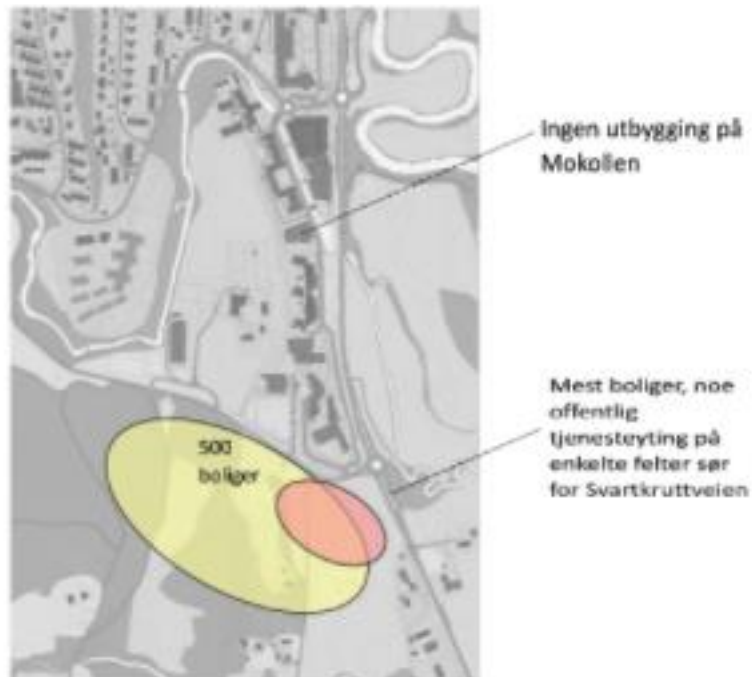 Ingen utbygging på
Mokollen
500
boliger
Mest boliger, noe
offentlig
tjenesteyting på
enkelte felter sør
for Svartkruttveien